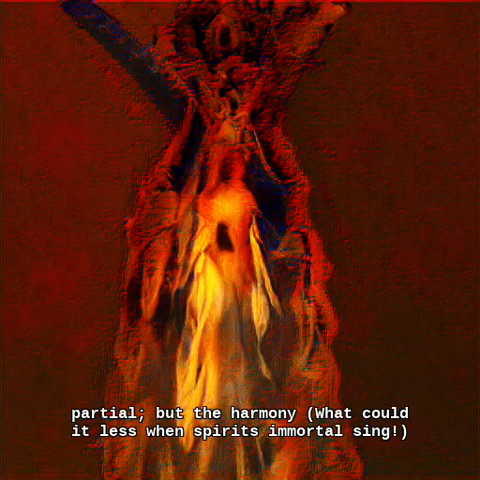 partial; but the harmony (What could
it less when spirits immortal sing!)